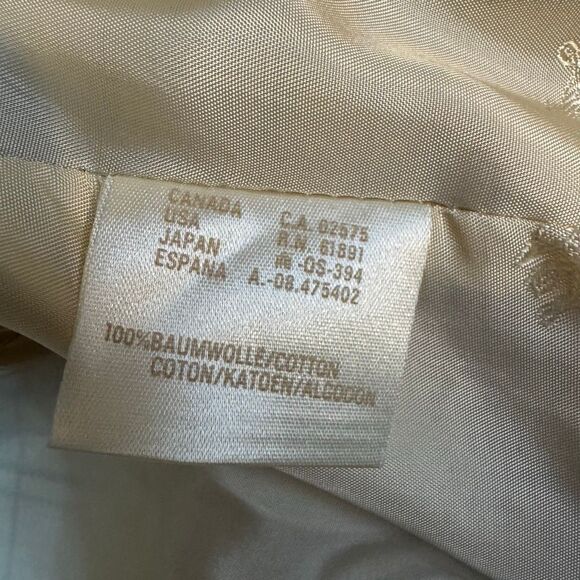 CANADA C.A. 02575
USA R.N. 61891
JAPAN -OS-394
ESPANA A.-08.475402
100%BAUMWOLLE/COTTON
COTON/KATOEN/ALGODON